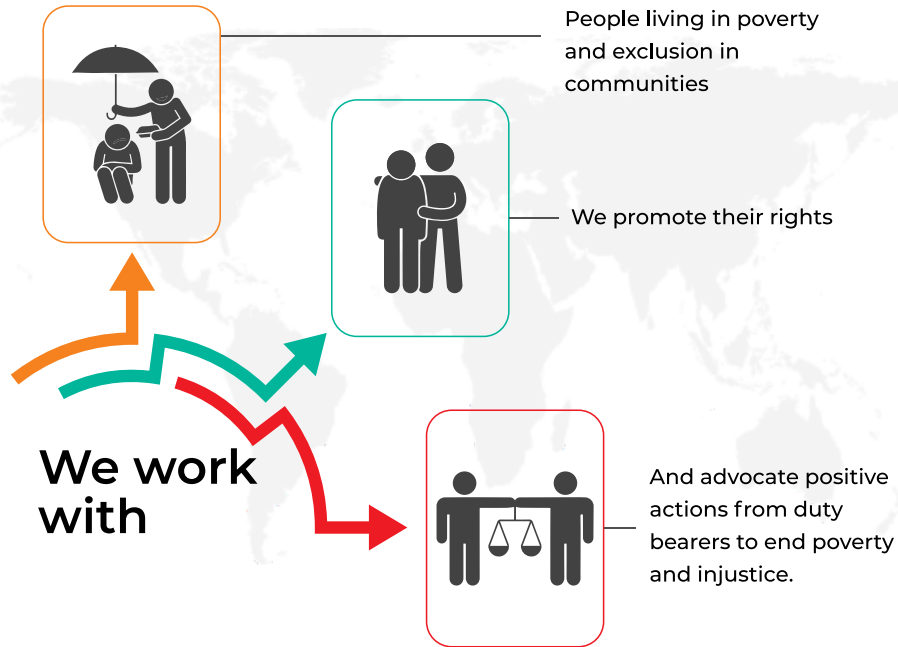 People living in poverty
and exclusion in
communities
We promote their rights
We work
with
And advocate positive
actions from duty
bearers to end poverty
and injustice.